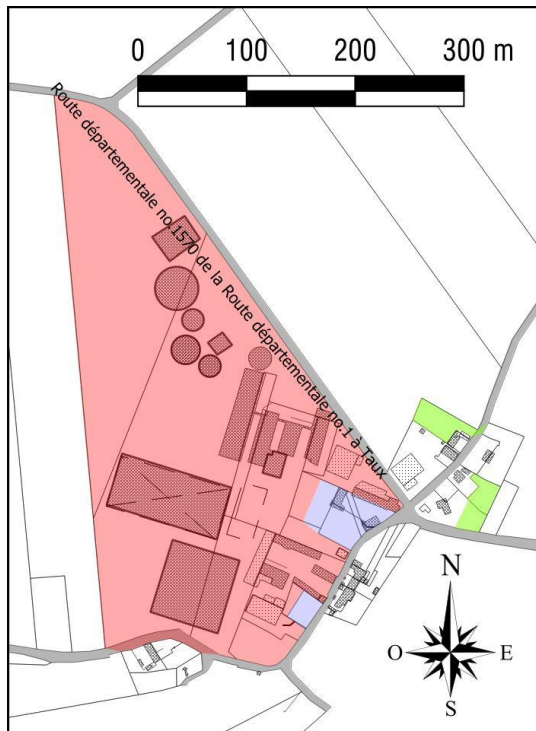 0 100 200 300 m
Route départementale no.1570 de la Route départementale no.1 à Taux
N
O E
S